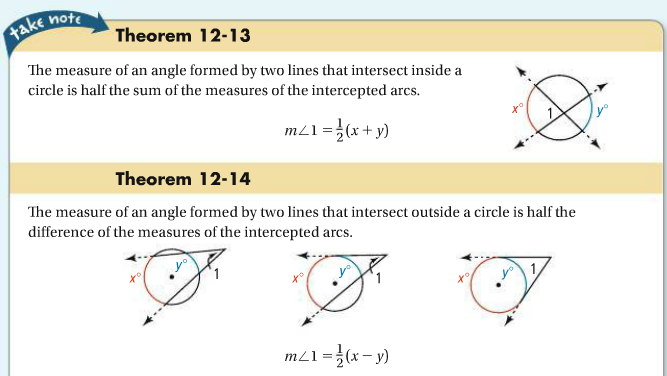 take note
Theorem 12-13
The measure of an angle formed by two lines that intersect inside a
circle is half the sum of the measures of the intercepted arcs.
m∠1 = 1/2(x + y)
x° 1 y°
Theorem 12-14
The measure of an angle formed by two lines that intersect outside a circle is half the
difference of the measures of the intercepted arcs.
x° y° 1
x° y° 1
x° y° 1
m∠1 = 1/2(x − y)